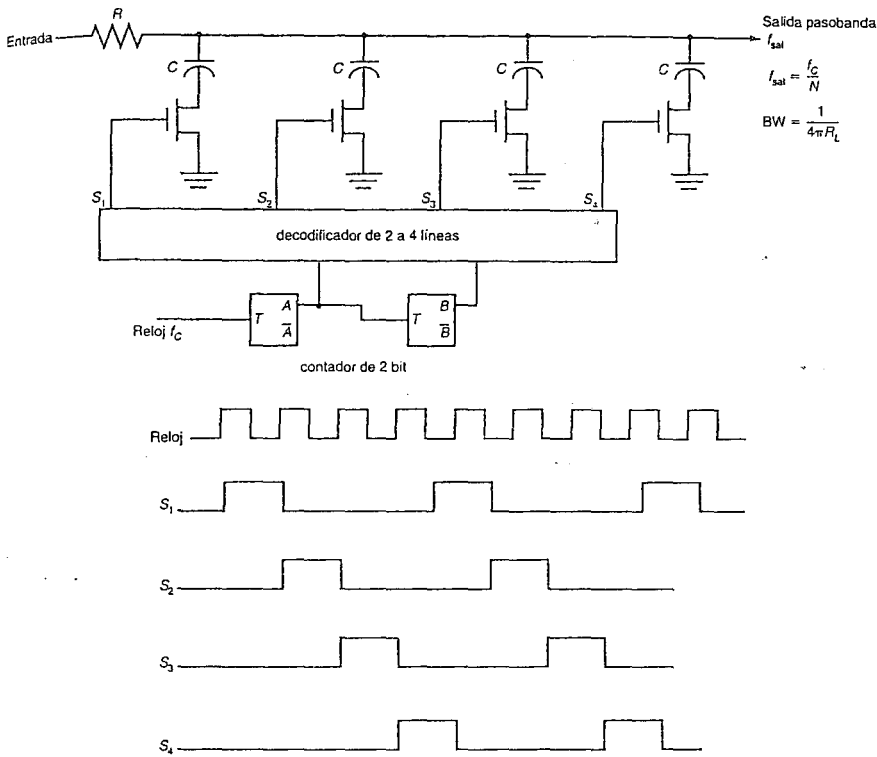 Entrada
R
Salida pasobanda
f_sal
C
C
C
C
f_sal = f_C / N
BW = 1 / 4πR_L
S₁
S₂
S₃
S₄
decodificador de 2 a 4 líneas
Reloj f_C
T
A
A̅
T
B
B̅
contador de 2 bit
Reloj
S₁
S₂
S₃
S₄